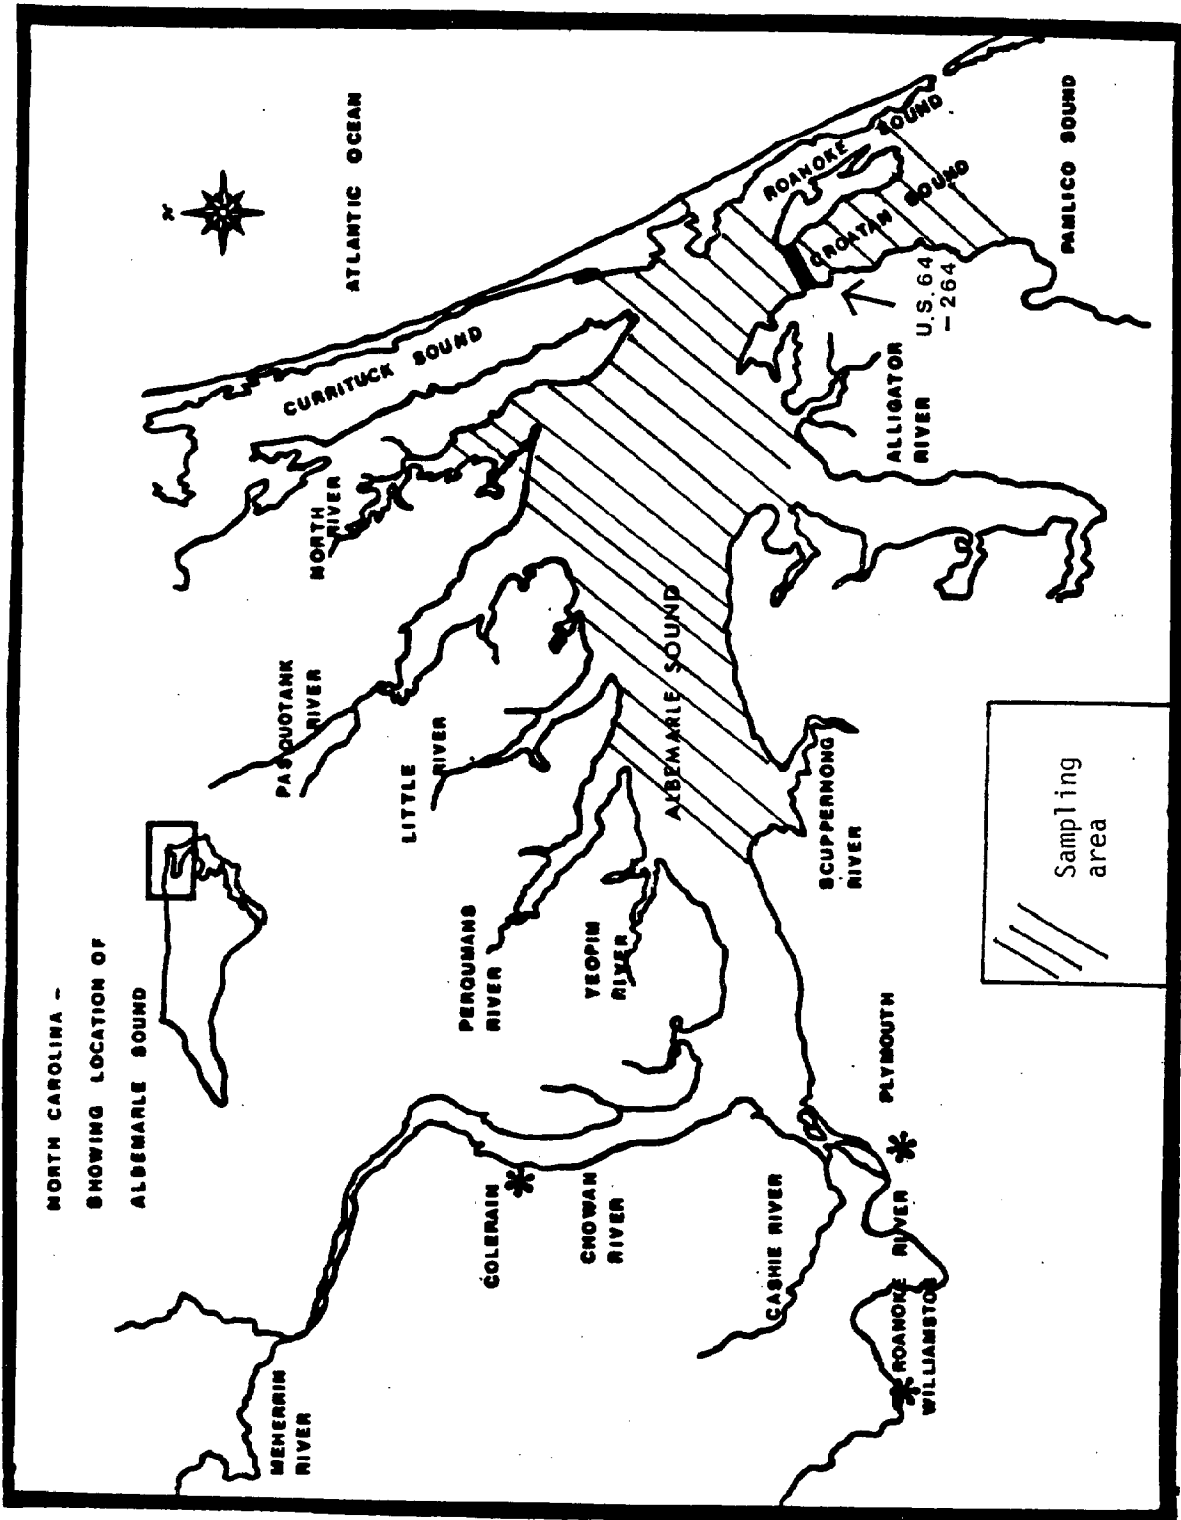 NORTH CAROLINA –
SHOWING LOCATION OF
ALBEMARLE SOUND
N
ATLANTIC OCEAN
MEHERRIN
RIVER
COLERAIN
CHOWAN
RIVER
CASHIE RIVER
ROANOKE RIVER
WILLIAMSTON
PLYMOUTH
PERQUMANS
RIVER
YEOPIM
RIVER
LITTLE
RIVER
PASQUOTANK
RIVER
NORTH
RIVER
CURRITUCK SOUND
ALBEMARLE SOUND
SCUPPERNONG
RIVER
ALLIGATOR
RIVER
U.S. 64
– 264
CROATAN SOUND
ROANOKE SOUND
PAMLICO SOUND
Sampling
area